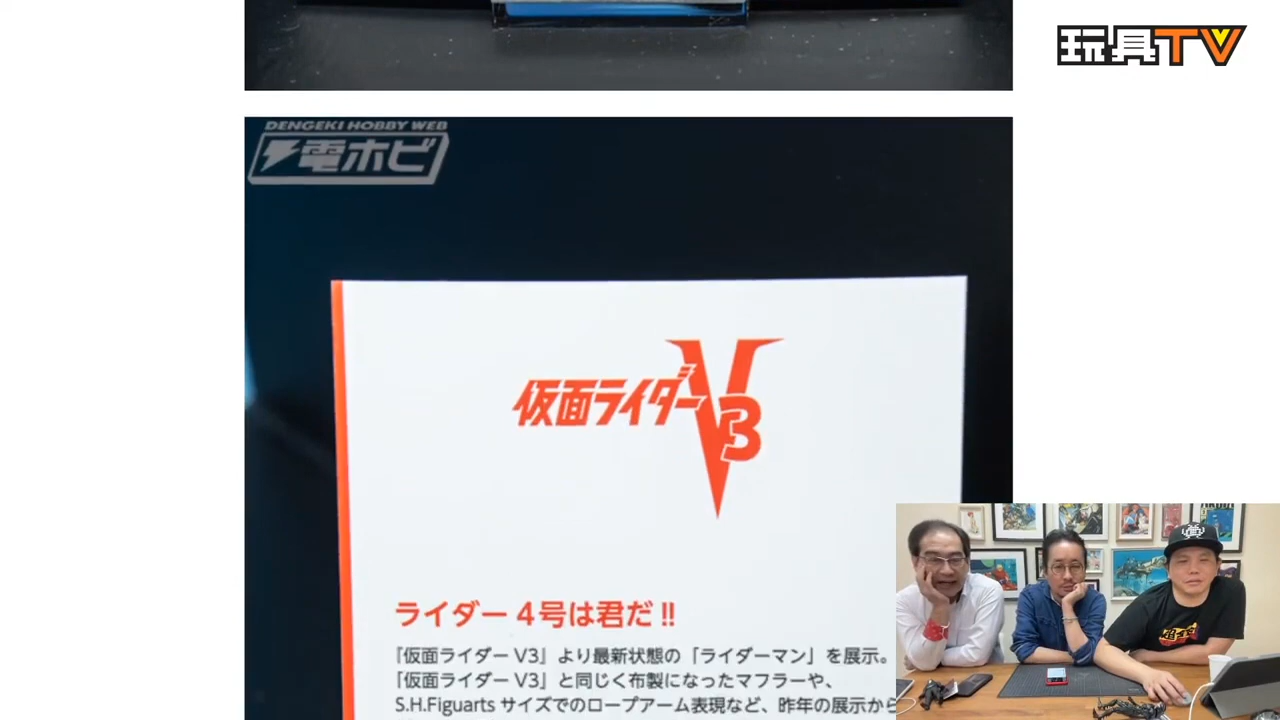 玩具TV
DENGEKI HOBBY WEB
電ホビ
仮面ライダーV3
ライダー4号は君だ!!
『仮面ライダー V3』より最新状態の「ライダーマン」を展示。
『仮面ライダー V3』と同じく布製になったマフラーや、
S.H.Figuarts サイズでのロープアーム表現など、昨年の展示から